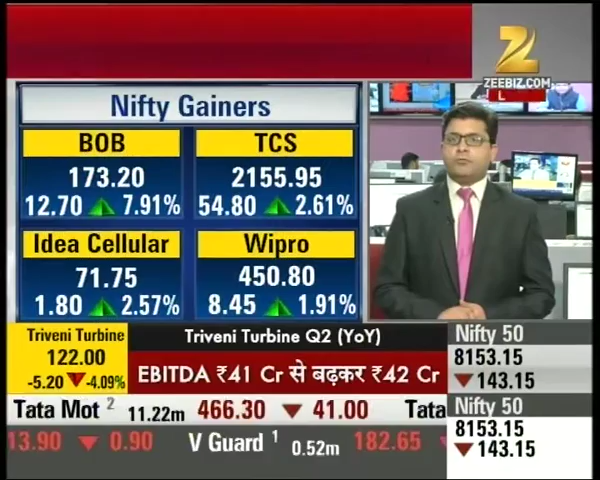 ZEEBIZ.COM
Nifty Gainers
BOB
173.20
12.70 7.91%
TCS
2155.95
54.80 2.61%
Idea Cellular
71.75
1.80 2.57%
Wipro
450.80
8.45 1.91%
Triveni Turbine
122.00
-5.20 -4.09%
Triveni Turbine Q2 (YoY)
EBITDA ₹41 Cr से बढ़कर ₹42 Cr
Nifty 50
8153.15
143.15
Tata Mot 2 11.22m 466.30 41.00 Tata
Nifty 50
8153.15
143.15
13.90 0.90 V Guard 1 0.52m 182.65